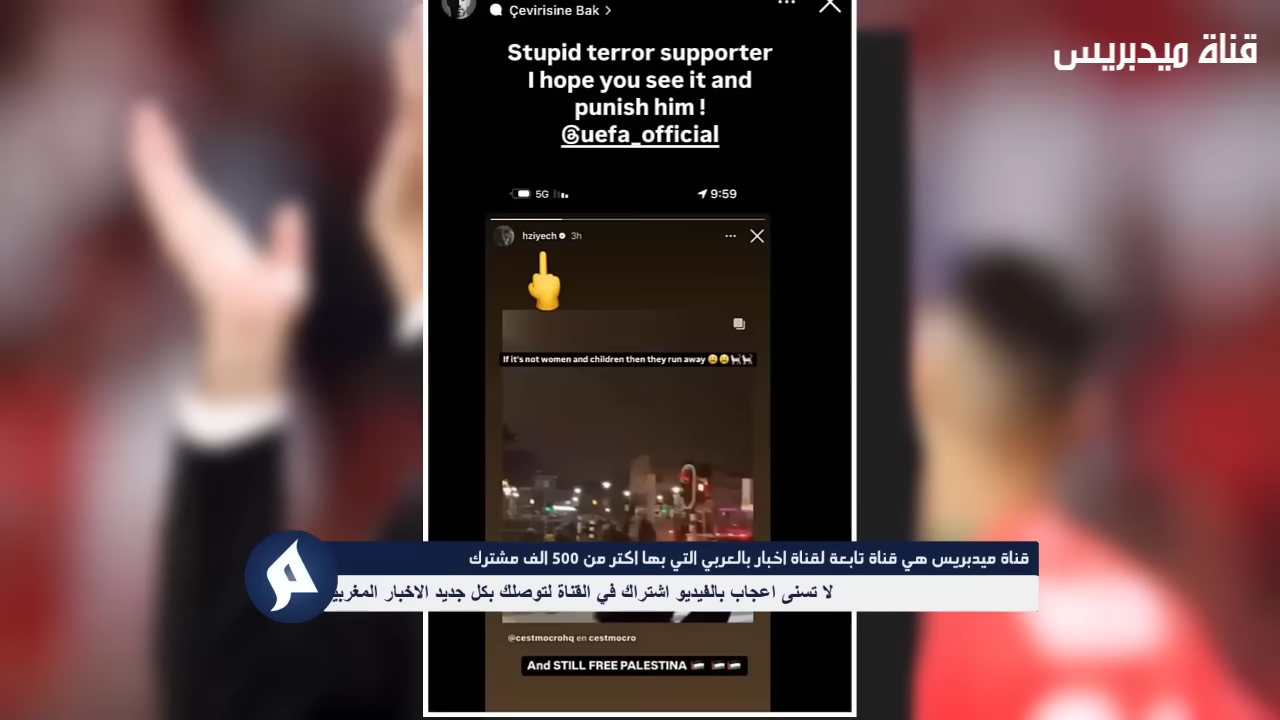 Çevirisine Bak >
قناة ميدبريس
Stupid terror supporter
I hope you see it and
punish him !
@uefa_official
5G
9:59
hziyech 3h
If it's not women and children then they run away 😩😩🐈🐈
قناة ميدبريس هي قناة تابعة لقناة اخبار بالعربي التي بها اكتر من 500 الف مشترك
لا تسنى اعجاب بالفيديو اشتراك في القناة لتوصلك بكل جديد الاخبار
@cestmocrohq en cestmocro
And STILL FREE PALESTINA